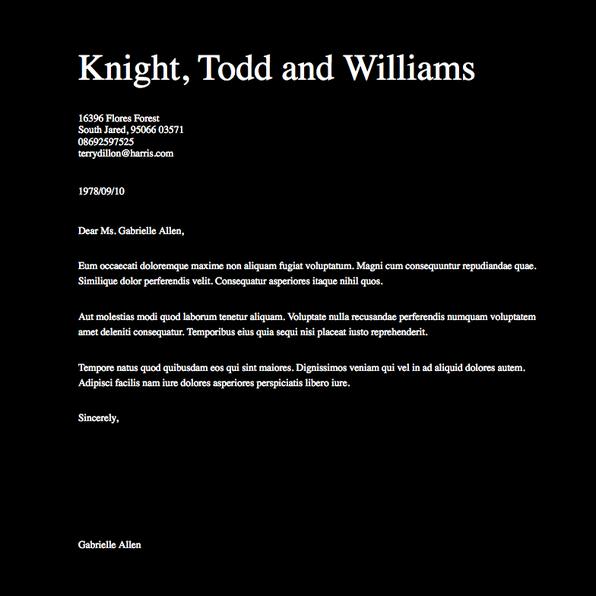 Knight, Todd and Williams
16396 Flores Forest
South Jared, 95066 03571
08692597525
terrydillon@harris.com
1978/09/10
Dear Ms. Gabrielle Allen,
Eum occaecati doloremque maxime non aliquam fugiat voluptatum. Magni cum consequuntur repudiandae quae.
Similique dolor perferendis velit. Consequatur asperiores itaque nihil quos.
Aut molestias modi quod laborum tenetur aliquam. Voluptate nulla recusandae perferendis numquam voluptatem
amet deleniti consequatur. Temporibus eius quia sequi nisi placeat iusto reprehenderit.
Tempore natus quod quibusdam eos qui sint maiores. Dignissimos veniam qui vel in ad aliquid dolores autem.
Adipisci facilis nam iure dolores asperiores perspiciatis libero iure.
Sincerely,
Gabrielle Allen